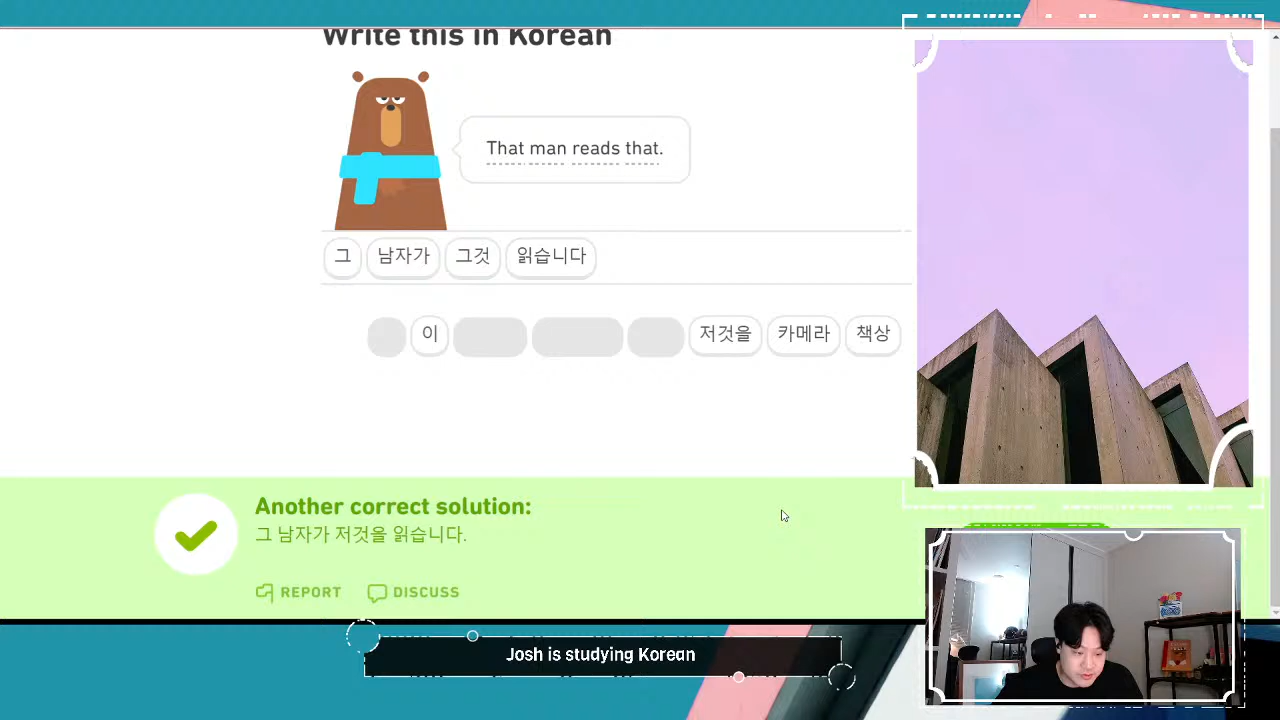 Write this in Korean
That man reads that.
그 남자가 그것 읽습니다
이 저것을 카메라 책상
Another correct solution:
그 남자가 저것을 읽습니다.
REPORT DISCUSS
Josh is studying Korean